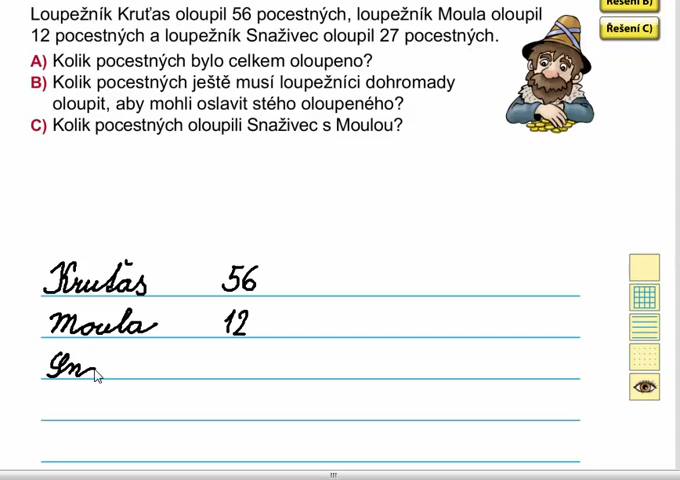 Řešení B)
Loupežník Kruťas oloupil 56 pocestných, loupežník Moula oloupil
12 pocestných a loupežník Snaživec oloupil 27 pocestných.
Řešení C)
A) Kolik pocestných bylo celkem oloupeno?
B) Kolik pocestných ještě musí loupežníci dohromady
oloupit, aby mohli oslavit stého oloupeného?
C) Kolik pocestných oloupili Snaživec s Moulou?
Kruťas 56
Moula 12
Sn